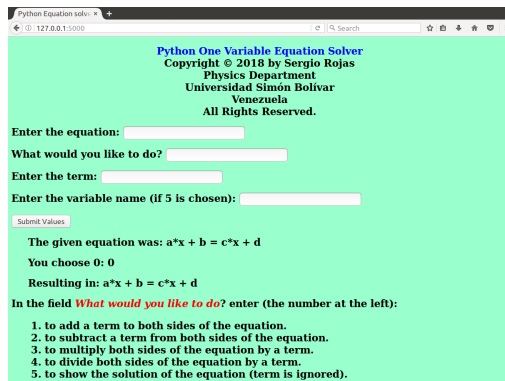 Python Equation solve × +
127.0.0.1:5000 Search
Python One Variable Equation Solver
Copyright © 2018 by Sergio Rojas
Physics Department
Universidad Simón Bolívar
Venezuela
All Rights Reserved.
Enter the equation:
What would you like to do?
Enter the term:
Enter the variable name (if 5 is chosen):
Submit Values
The given equation was: a*x + b = c*x + d
You choose 0: 0
Resulting in: a*x + b = c*x + d
In the field What would you like to do? enter (the number at the left):
1. to add a term to both sides of the equation.
2. to subtract a term from both sides of the equation.
3. to multiply both sides of the equation by a term.
4. to divide both sides of the equation by a term.
5. to show the solution of the equation (term is ignored).